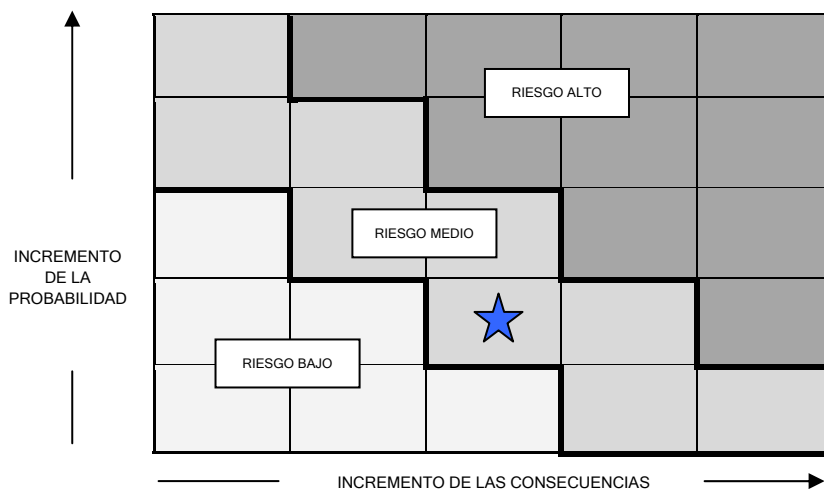 RIESGO ALTO
RIESGO MEDIO
INCREMENTO
DE LA
PROBABILIDAD
RIESGO BAJO
INCREMENTO DE LAS CONSECUENCIAS